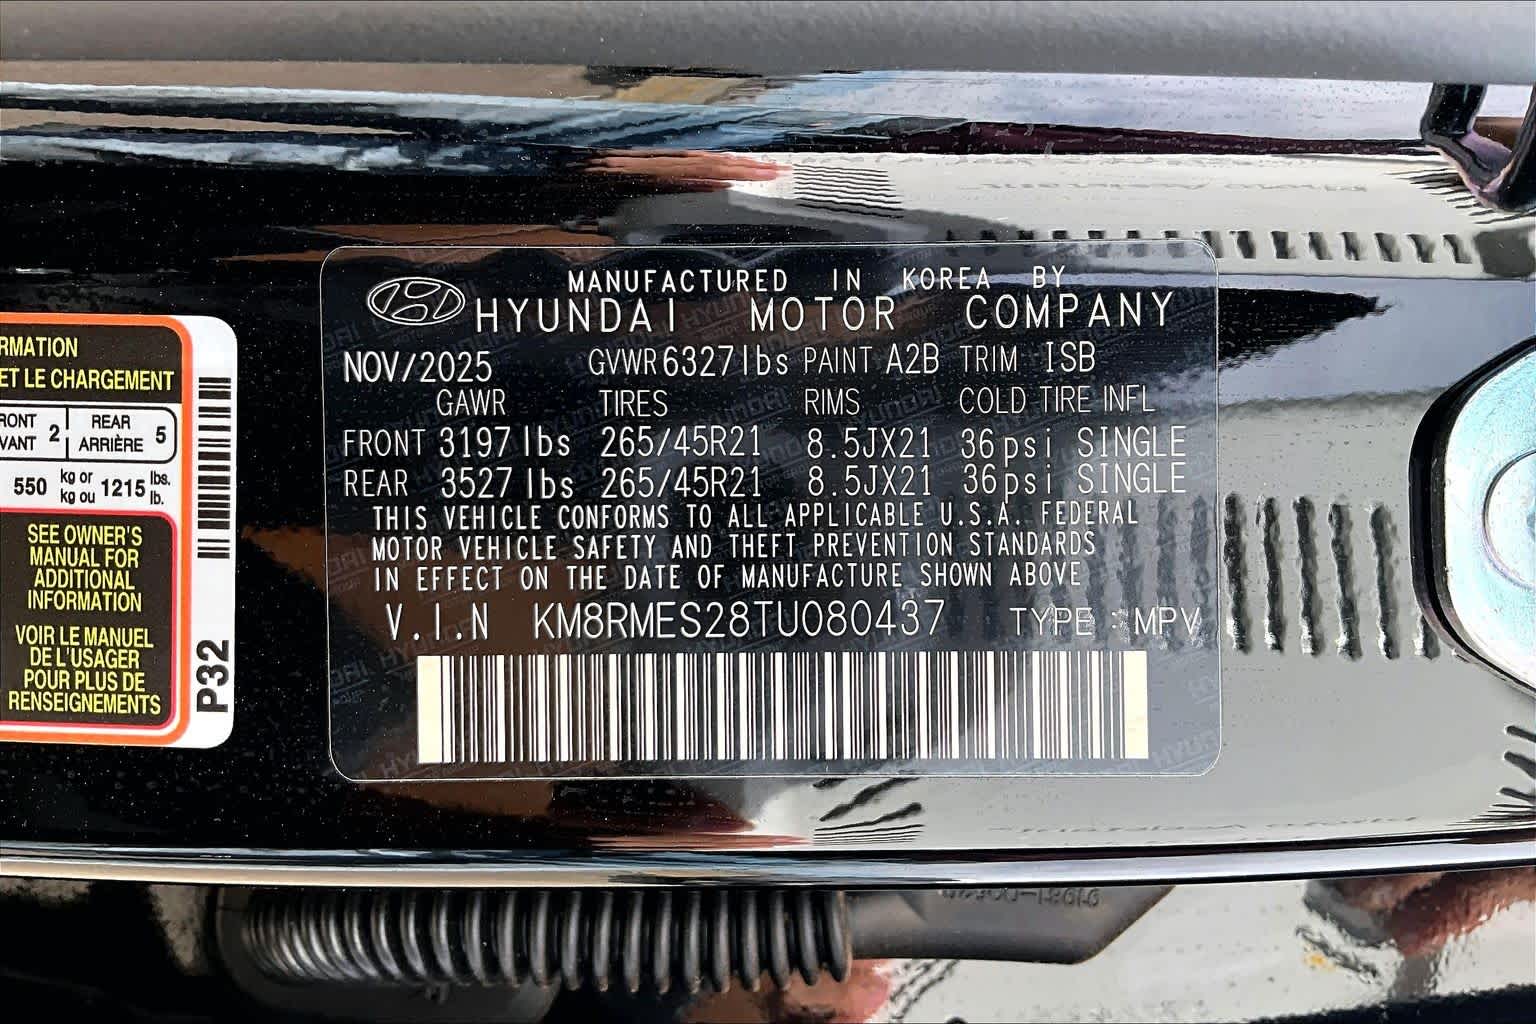 RMATION
ET LE CHARGEMENT
RONT
VANT 2
REAR
ARRIÈRE 5
550 kg or
kg ou 1215 lbs.
lb.
SEE OWNER'S
MANUAL FOR
ADDITIONAL
INFORMATION
VOIR LE MANUEL
DE L'USAGER
POUR PLUS DE
RENSEIGNEMENTS
P32
MANUFACTURED IN KOREA BY
HYUNDAI MOTOR COMPANY
NOV/2025 GVWR 6327lbs PAINT A2B TRIM ISB
GAWR TIRES RIMS COLD TIRE INFL
FRONT 3197 lbs 265/45R21 8.5JX21 36psi SINGLE
REAR 3527 lbs 265/45R21 8.5JX21 36psi SINGLE
THIS VEHICLE CONFORMS TO ALL APPLICABLE U.S.A. FEDERAL
MOTOR VEHICLE SAFETY AND THEFT PREVENTION STANDARDS
IN EFFECT ON THE DATE OF MANUFACTURE SHOWN ABOVE
V.I.N KM8RMES28TU080437 TYPE : MPV